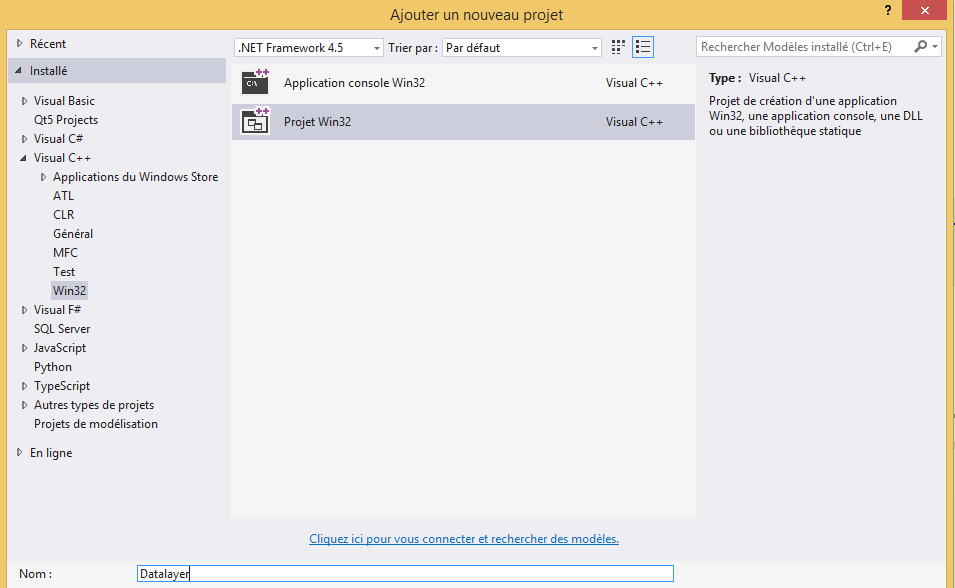 Ajouter un nouveau projet
?
Récent
.NET Framework 4.5 Trier par : Par défaut
Rechercher Modèles installé (Ctrl+E)
Installé
Visual Basic
Qt5 Projects
Visual C#
Visual C++
Applications du Windows Store
ATL
CLR
Général
MFC
Test
Win32
Visual F#
SQL Server
JavaScript
Python
TypeScript
Autres types de projets
Projets de modélisation
En ligne
C:\ Application console Win32 Visual C++
Projet Win32 Visual C++
Type : Visual C++
Projet de création d'une application
Win32, une application console, une DLL
ou une bibliothèque statique
Cliquez ici pour vous connecter et rechercher des modèles.
Nom : Datalayer